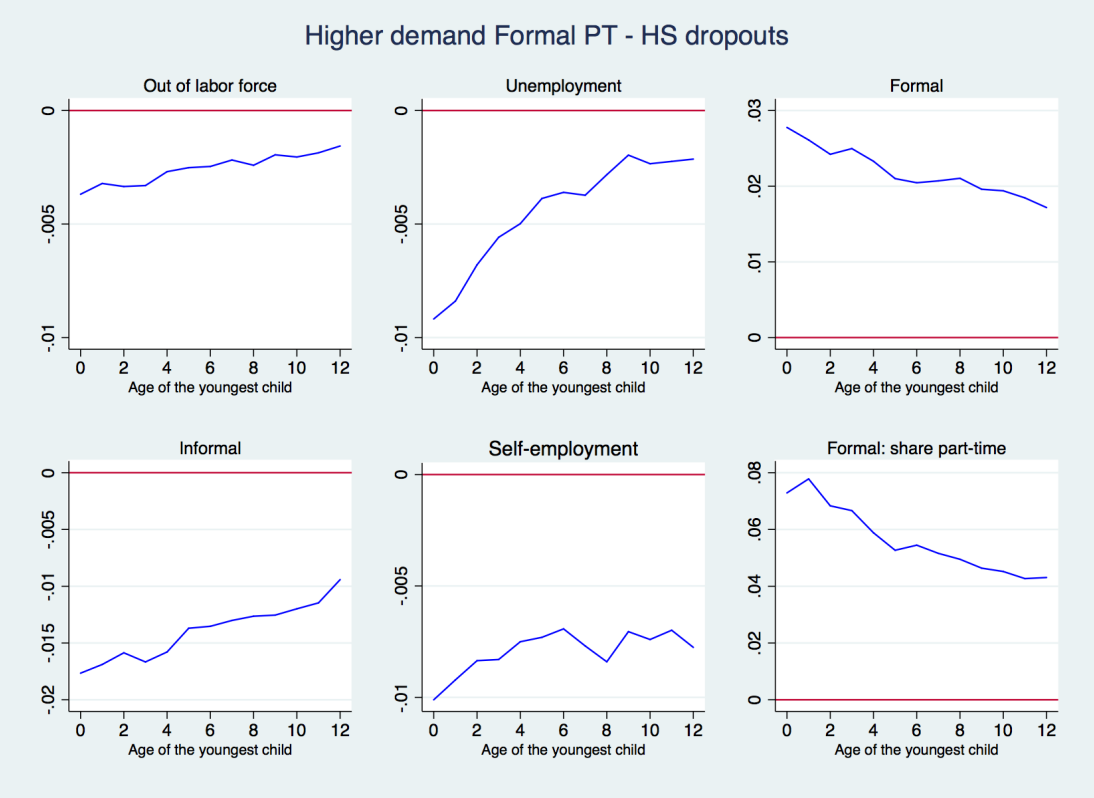 Higher demand Formal PT - HS dropouts
Out of labor force
0
-.005
-.01
0 2 4 6 8 10 12
Age of the youngest child
Unemployment
0
-.005
-.01
0 2 4 6 8 10 12
Age of the youngest child
Formal
.03
.02
.01
0
0 2 4 6 8 10 12
Age of the youngest child
Informal
0
-.005
-.01
-.015
-.02
0 2 4 6 8 10 12
Age of the youngest child
Self-employment
0
-.005
-.01
0 2 4 6 8 10 12
Age of the youngest child
Formal: share part-time
.08
.06
.04
.02
0
0 2 4 6 8 10 12
Age of the youngest child